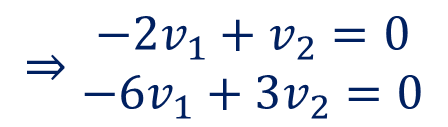 ⇒ −2v₁ + v₂ = 0
−6v₁ + 3v₂ = 0